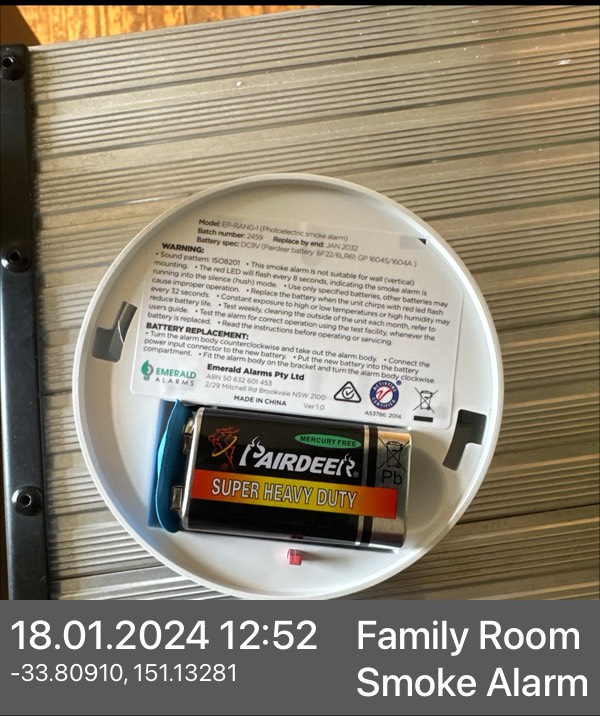 Model: EP-RANG-1 (Photoelectric smoke alarm)
Batch number: 2459 Replace by end: JAN 2032
Battery spec: DC9V (Pairdeer battery 6F22/6LR61, GP 1604S/1604A)
WARNING:
• Sound pattern: ISO8201 • This smoke alarm is not suitable for wall (vertical)
mounting. • The red LED will flash every 8 seconds, indicating the smoke alarm is
running into the silence (hush) mode. • Use only specified batteries, other batteries may
cause improper operation. • Replace the battery when the unit chirps with red led flash
every 32 seconds. • Constant exposure to high or low temperatures or high humidity may
reduce battery life. • Test weekly, cleaning the outside of the unit each month, refer to
users guide. • Test the alarm for correct operation using the test facility, whenever the
battery is replaced. • Read the instructions before operating or servicing.
BATTERY REPLACEMENT:
• Turn the alarm body counterclockwise and take out the alarm body. • Connect the
power input connector to the new battery. • Put the new battery into the battery
compartment. • Fit the alarm body on the bracket and turn the alarm body clockwise.
EMERALD
ALARMS
Emerald Alarms Pty Ltd
ABN 50 632 601 453
2/29 Mitchell Rd Brookvale NSW 2100
MADE IN CHINA Ver:1.0
AS3786: 2014
MERCURY FREE
PAIRDEER
SUPER HEAVY DUTY
Pb
18.01.2024 12:52
-33.80910, 151.13281
Family Room
Smoke Alarm